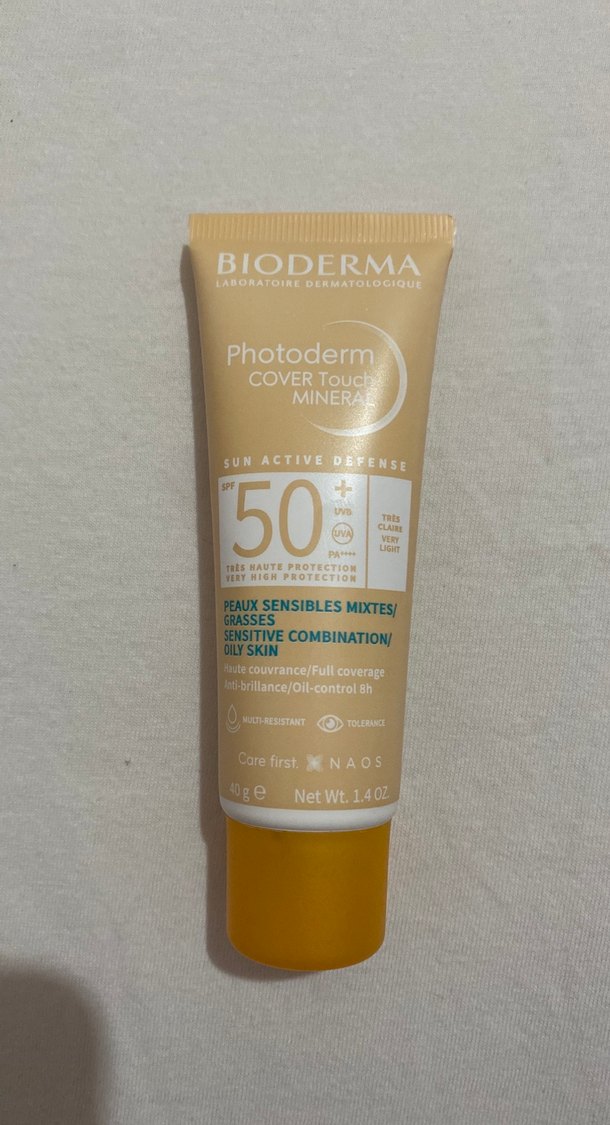 BIODERMA
LABORATOIRE DERMATOLOGIQUE
Photoderm
COVER Touch
MINERAL
SUN ACTIVE DEFENSE
SPF 50+
UVB
UVA
PA++++
TRÈS HAUTE PROTECTION
VERY HIGH PROTECTION
TRÈS
CLAIRE
VERY
LIGHT
PEAUX SENSIBLES MIXTES/
GRASSES
SENSITIVE COMBINATION/
OILY SKIN
Haute couvrance/Full coverage
Anti-brillance/Oil-control 8h
MULTI-RESISTANT TOLERANCE
Care first. NAOS
40 g ℮ Net Wt. 1.4 OZ.